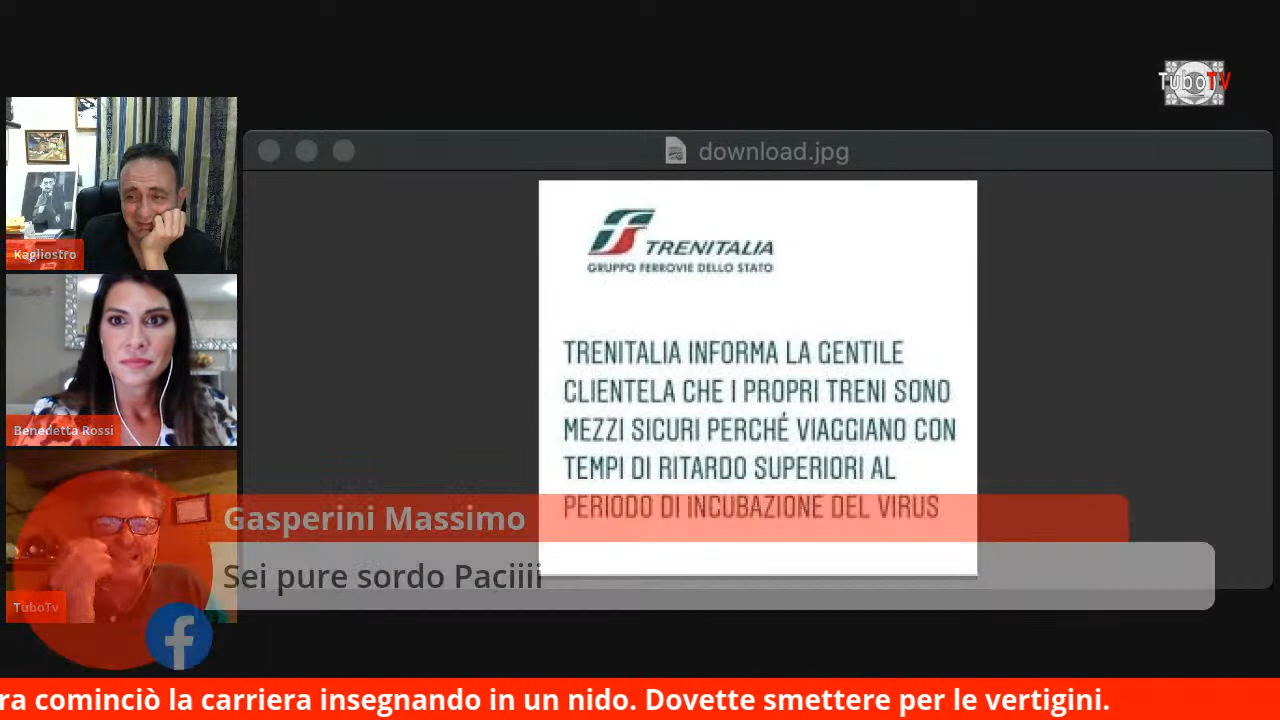 TuboTV
download.jpg
TRENITALIA
GRUPPO FERROVIE DELLO STATO
TRENITALIA INFORMA LA GENTILE
CLIENTELA CHE I PROPRI TRENI SONO
MEZZI SICURI PERCHÉ VIAGGIANO CON
TEMPI DI RITARDO SUPERIORI AL
PERIODO DI INCUBAZIONE DEL VIRUS
Kagliostro
Benedetta Rossi
TuboTv
Gasperini Massimo
Sei pure sordo Paciiii
ra cominciò la carriera insegnando in un nido. Dovette smettere per le vertigini.